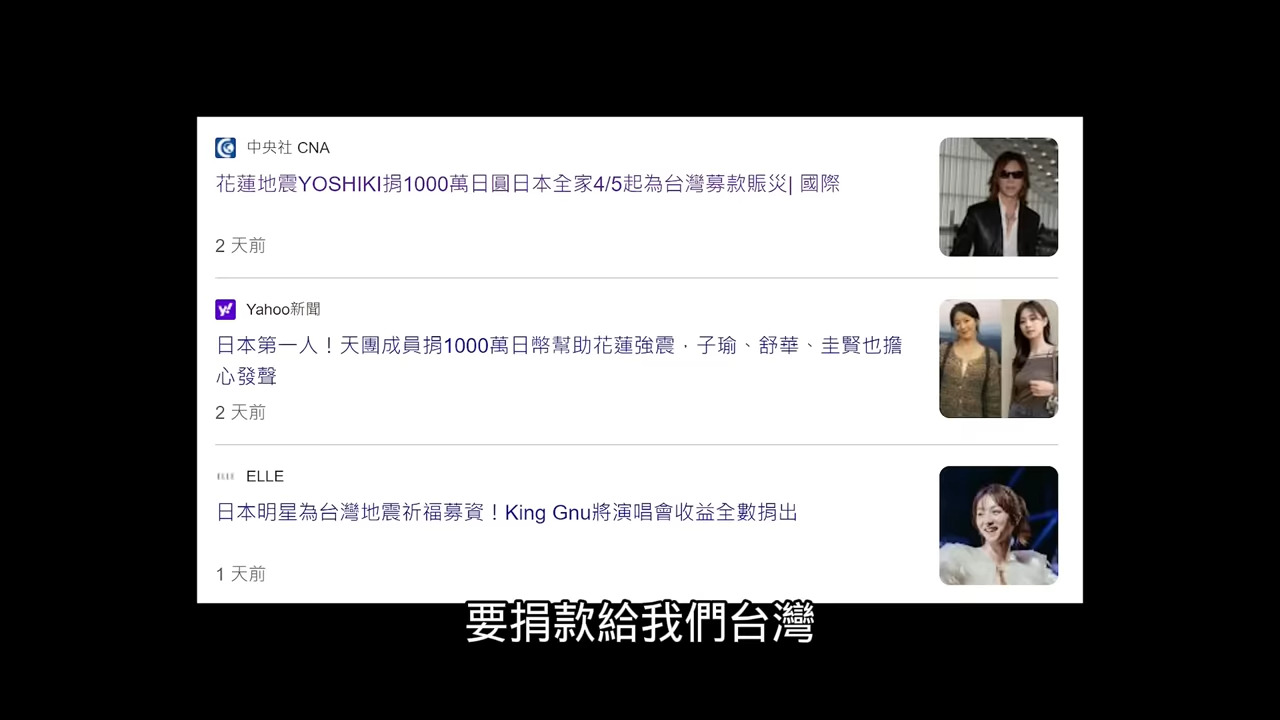 中央社 CNA
花蓮地震YOSHIKI捐1000萬日圓日本全家4/5起為台灣募款賑災| 國際
2 天前
Yahoo新聞
日本第一人！天團成員捐1000萬日幣幫助花蓮強震．子瑜、舒華、圭賢也擔
心發聲
2 天前
ELLE
ELLE
日本明星為台灣地震祈福募資！King Gnu將演唱會收益全數捐出
1 天前
要捐款給我們台灣